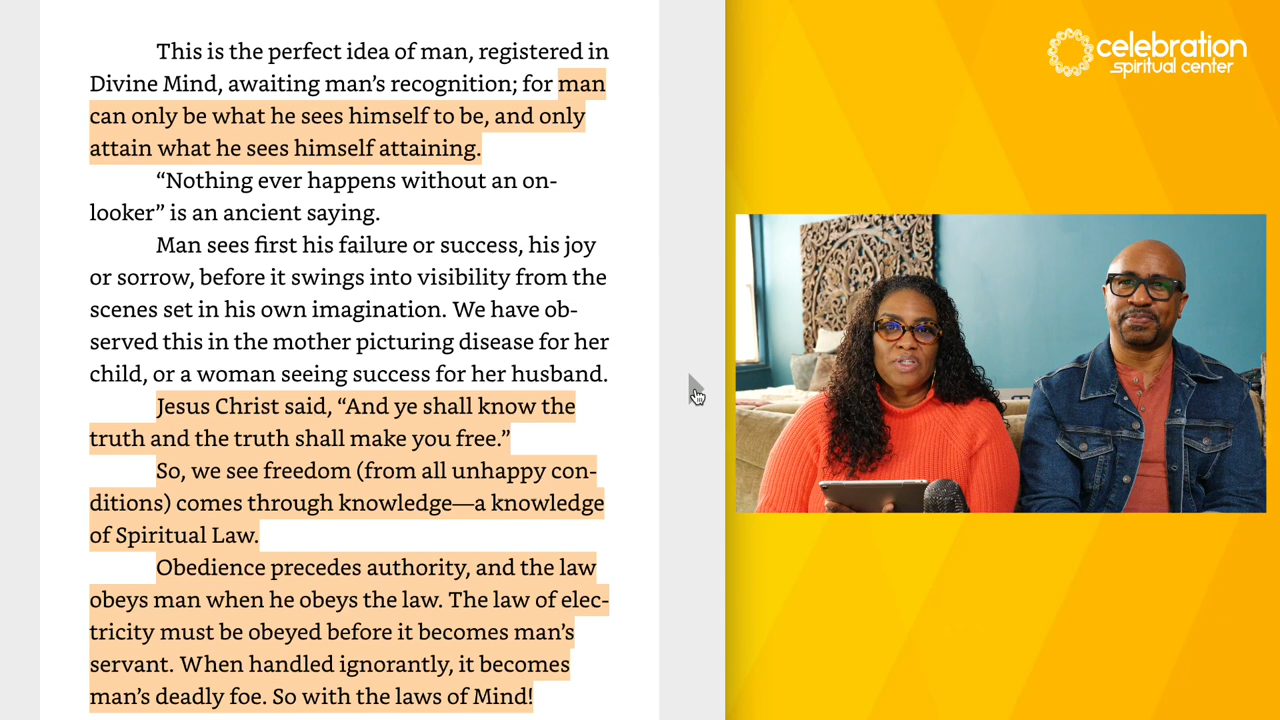 This is the perfect idea of man, registered in
Divine Mind, awaiting man’s recognition; for man
can only be what he sees himself to be, and only
attain what he sees himself attaining.
“Nothing ever happens without an on-
looker” is an ancient saying.
Man sees first his failure or success, his joy
or sorrow, before it swings into visibility from the
scenes set in his own imagination. We have ob-
served this in the mother picturing disease for her
child, or a woman seeing success for her husband.
Jesus Christ said, “And ye shall know the
truth and the truth shall make you free.”
So, we see freedom (from all unhappy con-
ditions) comes through knowledge—a knowledge
of Spiritual Law.
Obedience precedes authority, and the law
obeys man when he obeys the law. The law of elec-
tricity must be obeyed before it becomes man’s
servant. When handled ignorantly, it becomes
man’s deadly foe. So with the laws of Mind!
celebration
spiritual center